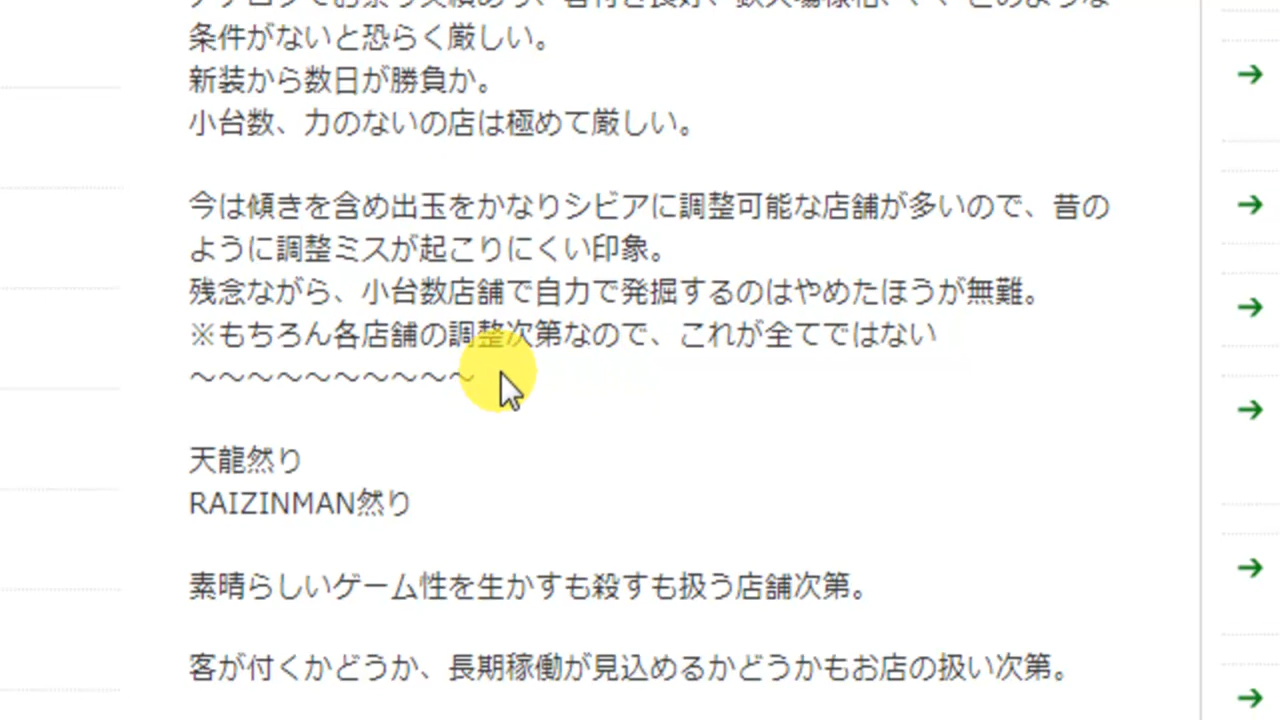 条件がないと恐らく厳しい。
新装から数日が勝負か。
小台数、力のないの店は極めて厳しい。
今は傾きを含め出玉をかなりシビアに調整可能な店舗が多いので、昔の
ように調整ミスが起こりにくい印象。
残念ながら、小台数店舗で自力で発掘するのはやめたほうが無難。
※もちろん各店舗の調整次第なので、これが全てではない
～～～～～～～～～～
天龍然り
RAIZINMAN然り
素晴らしいゲーム性を生かすも殺すも扱う店舗次第。
客が付くかどうか、長期稼働が見込めるかどうかもお店の扱い次第。